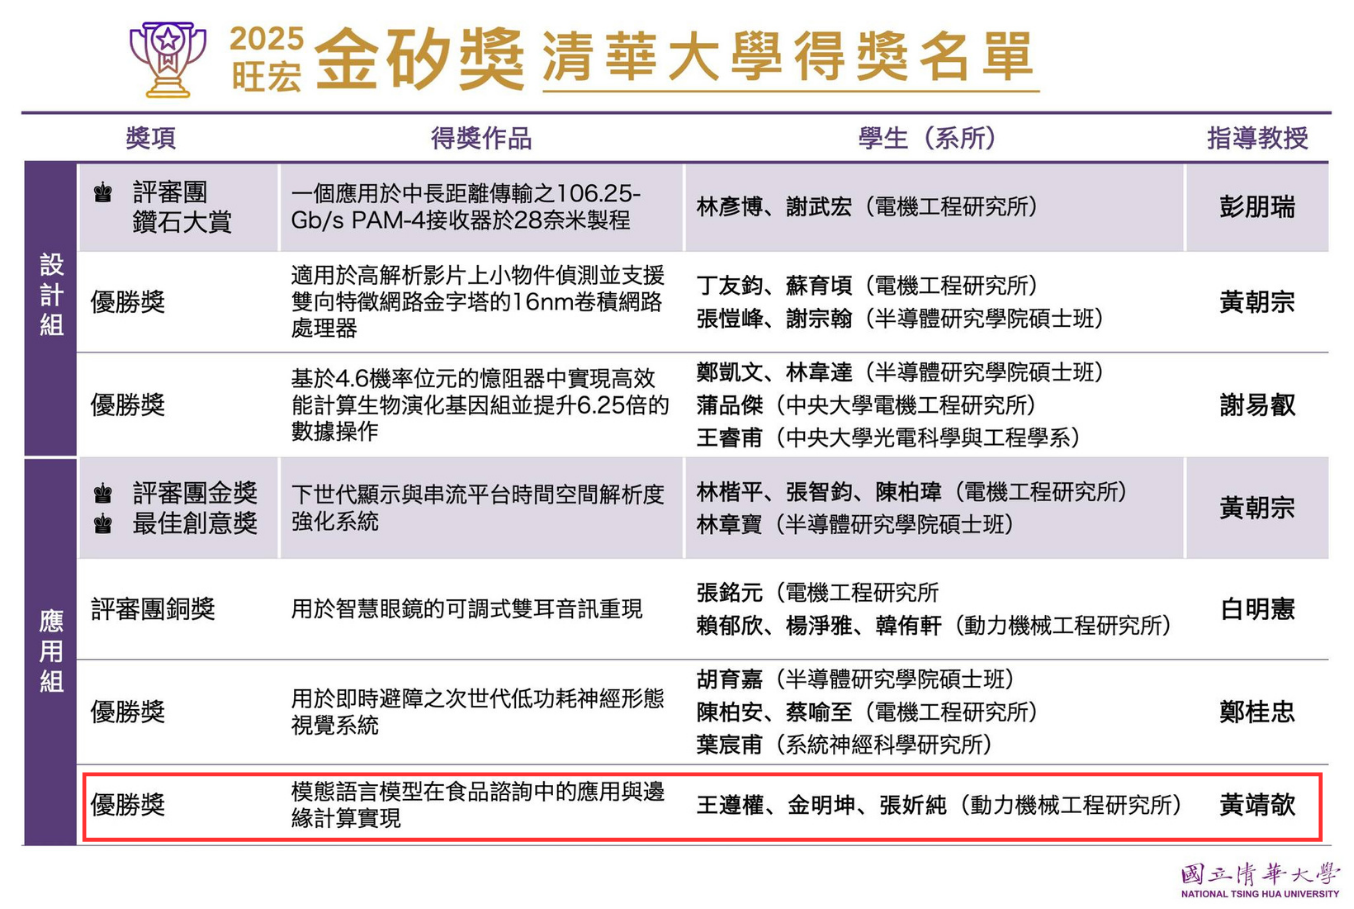 2025
旺宏
金矽獎
清華大學得獎名單
獎項
得獎作品
學生（系所）
指導教授
設計組
評審團
鑽石大賞
一個應用於中長距離傳輸之106.25-
Gb/s PAM-4接收器於28奈米製程
林彥博、謝武宏（電機工程研究所）
彭朋瑞
優勝獎
適用於高解析影片上小物件偵測並支援
雙向特徵網路金字塔的16nm卷積網路
處理器
丁友鈞、蘇育頃（電機工程研究所）
張愷峰、謝宗翰（半導體研究學院碩士班）
黃朝宗
優勝獎
基於4.6機率位元的憶阻器中實現高效
能計算生物演化基因組並提升6.25倍的
數據操作
鄭凱文、林韋達（半導體研究學院碩士班）
蒲品傑（中央大學電機工程研究所）
王睿甫（中央大學光電科學與工程學系）
謝易叡
應用組
評審團金獎
最佳創意獎
下世代顯示與串流平台時間空間解析度
強化系統
林楷平、張智鈞、陳柏瑋（電機工程研究所）
林章寶（半導體研究學院碩士班）
黃朝宗
評審團銅獎
用於智慧眼鏡的可調式雙耳音訊重現
張銘元（電機工程研究所
賴郁欣、楊淨雅、韓侑軒（動力機械工程研究所）
白明憲
優勝獎
用於即時避障之次世代低功耗神經形態
視覺系統
胡育嘉（半導體研究學院碩士班）
陳柏安、蔡喻至（電機工程研究所）
葉宸甫（系統神經科學研究所）
鄭桂忠
優勝獎
模態語言模型在食品諮詢中的應用與邊
緣計算實現
王遵權、金明坤、張妡純（動力機械工程研究所）
黃靖欹
國立清華大學
NATIONAL TSING HUA UNIVERSITY